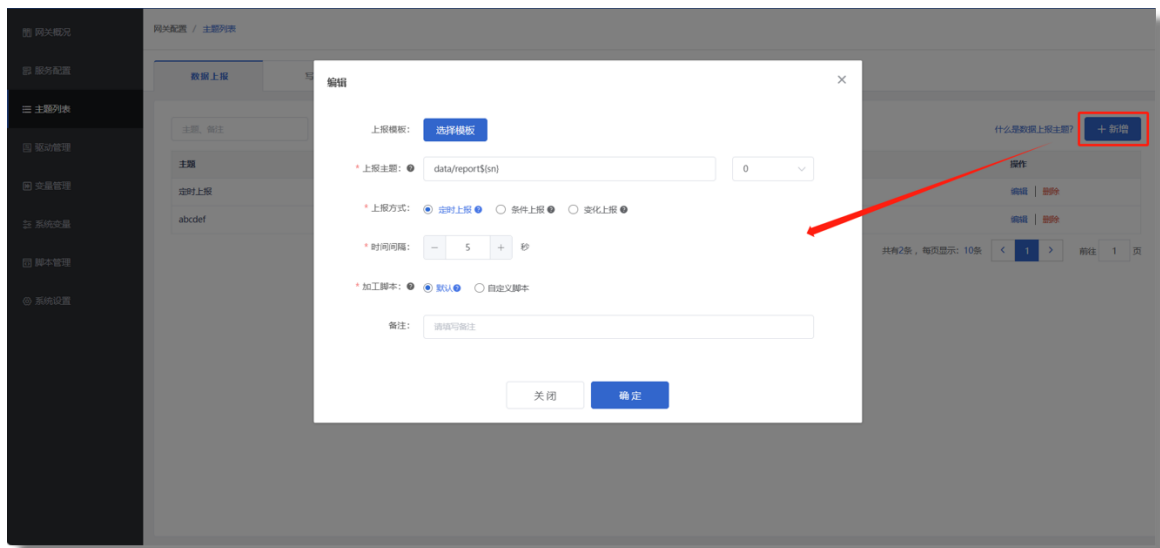 网关概况
服务配置
主题列表
驱动管理
变量管理
系统变量
脚本管理
系统设置
网关配置 / 主题列表
数据上报
主题、备注
什么是数据上报主题?
+ 新增
主题
操作
定时上报
编辑 | 删除
abcdef
编辑 | 删除
共有2条，每页显示：10条 < 1 > 前往 1 页
编辑
上报模板：
选择模板
* 上报主题：
data/report$(sn)
0
* 上报方式：
定时上报
条件上报
变化上报
* 时间间隔：
− 5 + 秒
* 加工脚本：
默认
自定义脚本
备注：
请填写备注
关闭
确定